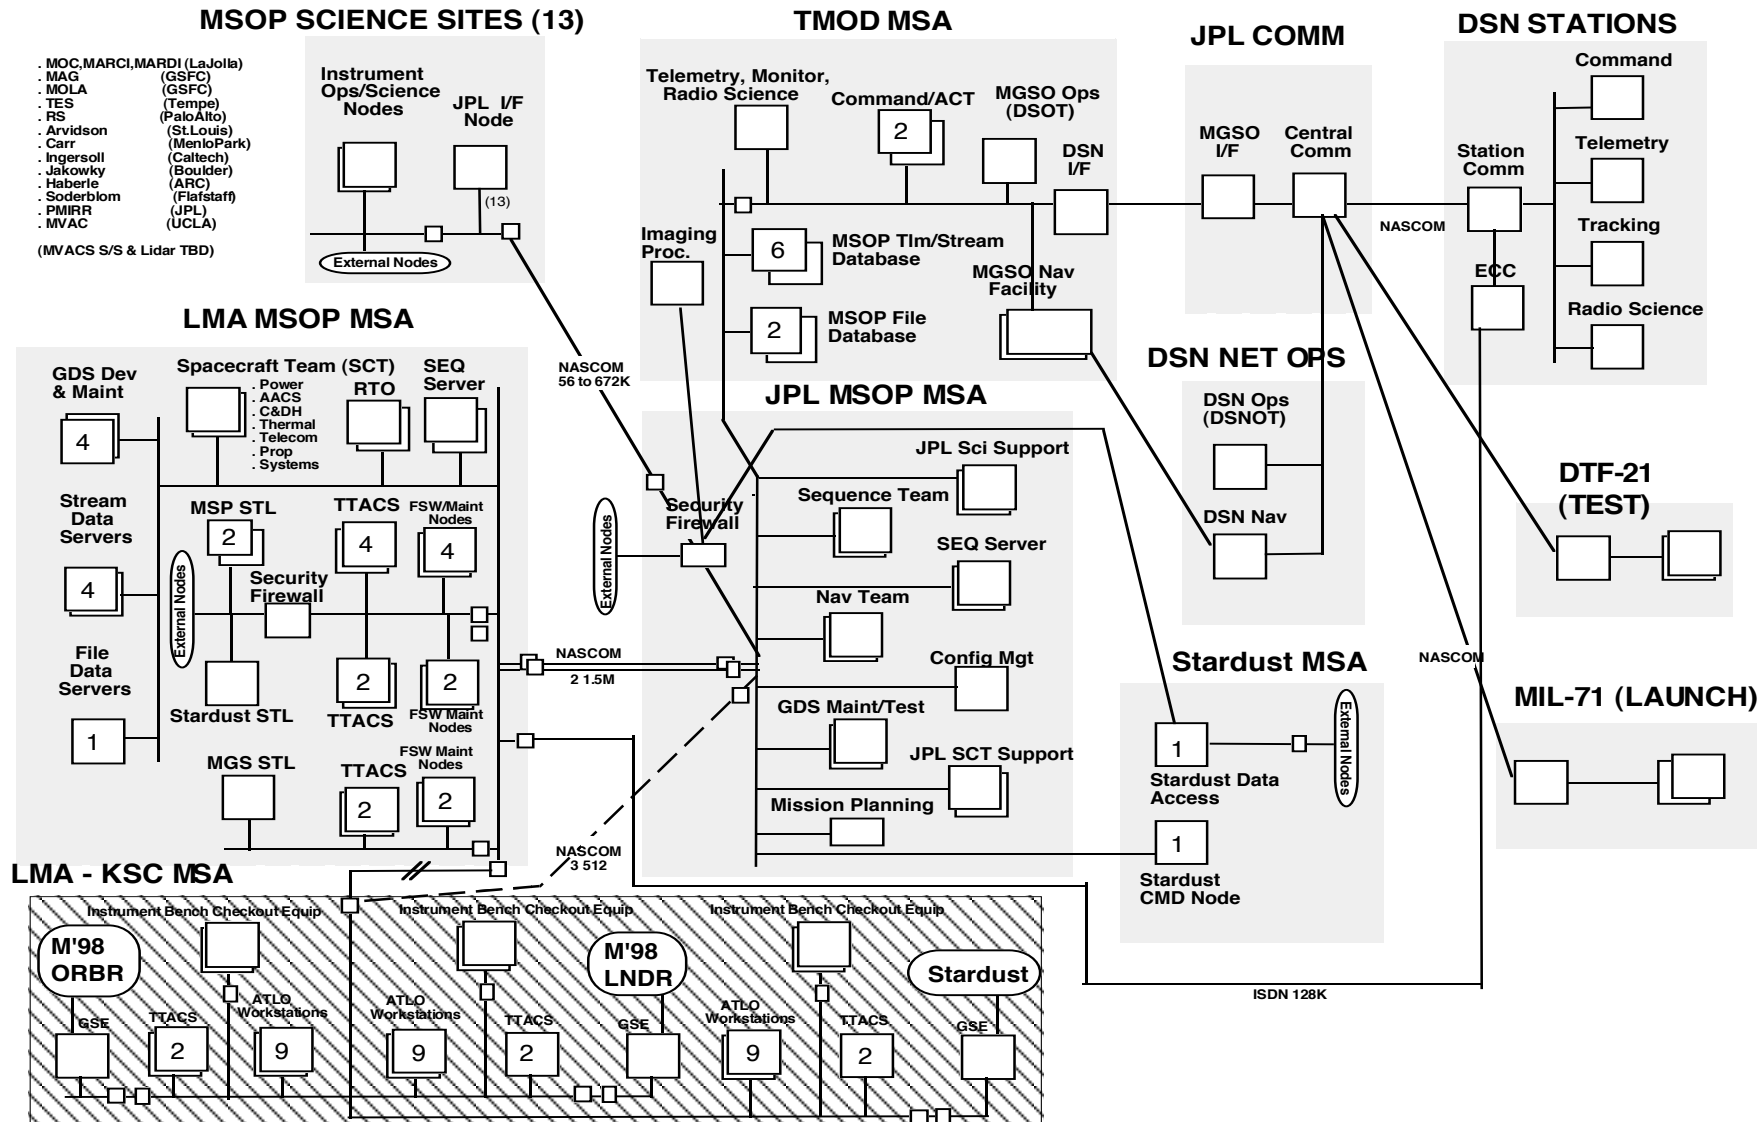 MSOP SCIENCE SITES (13)
. MOC,MARCI,MARDI (LaJolla)
. MAG (GSFC)
. MOLA (GSFC)
. TES (Tempe)
. RS (PaloAlto)
. Arvidson (St.Louis)
. Carr (MenloPark)
. Ingersoll (Caltech)
. Jakowky (Boulder)
. Haberle (ARC)
. Soderblom (Flafstaff)
. PMIRR (JPL)
. MVAC (UCLA)
(MVACS S/S & Lidar TBD)
Instrument
Ops/Science
Nodes
JPL I/F
Node
(13)
External Nodes
NASCOM
56 to 672K
TMOD MSA
Telemetry, Monitor,
Radio Science
Command/ACT
2
MGSO Ops
(DSOT)
DSN
I/F
Imaging
Proc.
6
MSOP Tlm/Stream
Database
2
MSOP File
Database
MGSO Nav
Facility
JPL COMM
MGSO
I/F
Central
Comm
NASCOM
DSN STATIONS
Station
Comm
ECC
Command
Telemetry
Tracking
Radio Science
DSN NET OPS
DSN Ops
(DSNOT)
DSN Nav
DTF-21
(TEST)
NASCOM
MIL-71 (LAUNCH)
LMA MSOP MSA
GDS Dev
& Maint
4
Stream
Data
Servers
4
File
Data
Servers
1
Spacecraft Team (SCT)
. Power
. AACS
. C&DH
. Thermal
. Telecom
. Prop
. Systems
RTO
SEQ
Server
MSP STL
2
TTACS
4
FSW/Maint
Nodes
4
External Nodes
Security
Firewall
Stardust STL
2
TTACS
2
FSW Maint
Nodes
MGS STL
TTACS
2
FSW Maint
Nodes
2
NASCOM
2 1.5M
NASCOM
3 512
JPL MSOP MSA
Security
Firewall
External Nodes
JPL Sci Support
Sequence Team
SEQ Server
Nav Team
Config Mgt
GDS Maint/Test
JPL SCT Support
Mission Planning
Stardust MSA
1
Stardust Data
Access
External Nodes
1
Stardust
CMD Node
ISDN 128K
LMA - KSC MSA
Instrument Bench Checkout Equip
Instrument Bench Checkout Equip
Instrument Bench Checkout Equip
M'98
ORBR
M'98
LNDR
Stardust
GSE
TTACS
2
ATLO
Workstations
9
ATLO
Workstations
9
TTACS
2
GSE
ATLO
Workstations
9
TTACS
2
GSE